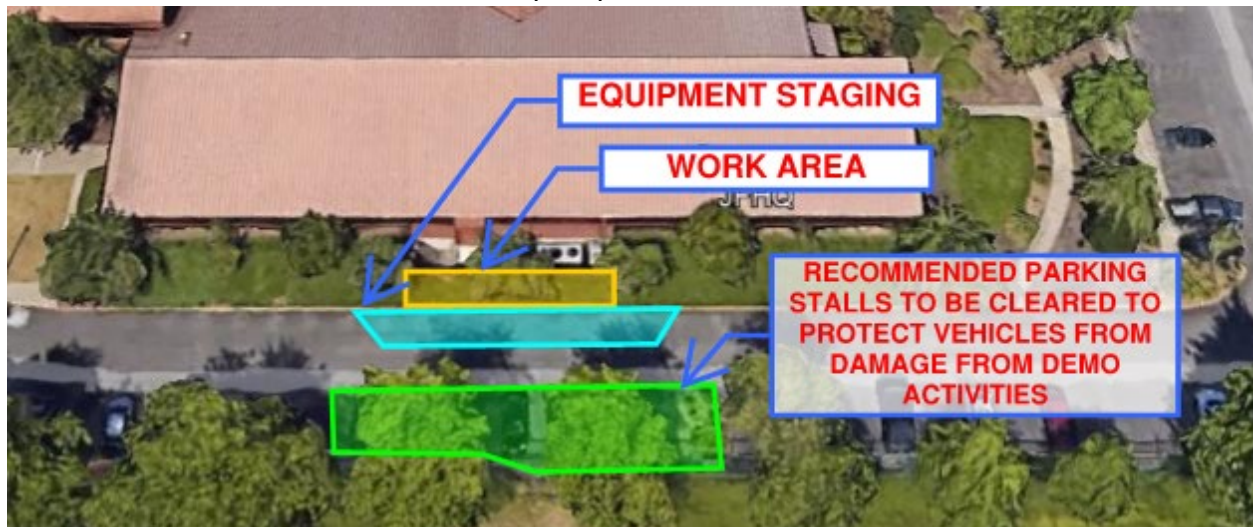 EQUIPMENT STAGING
WORK AREA
JPHQ
RECOMMENDED PARKING
STALLS TO BE CLEARED TO
PROTECT VEHICLES FROM
DAMAGE FROM DEMO
ACTIVITIES